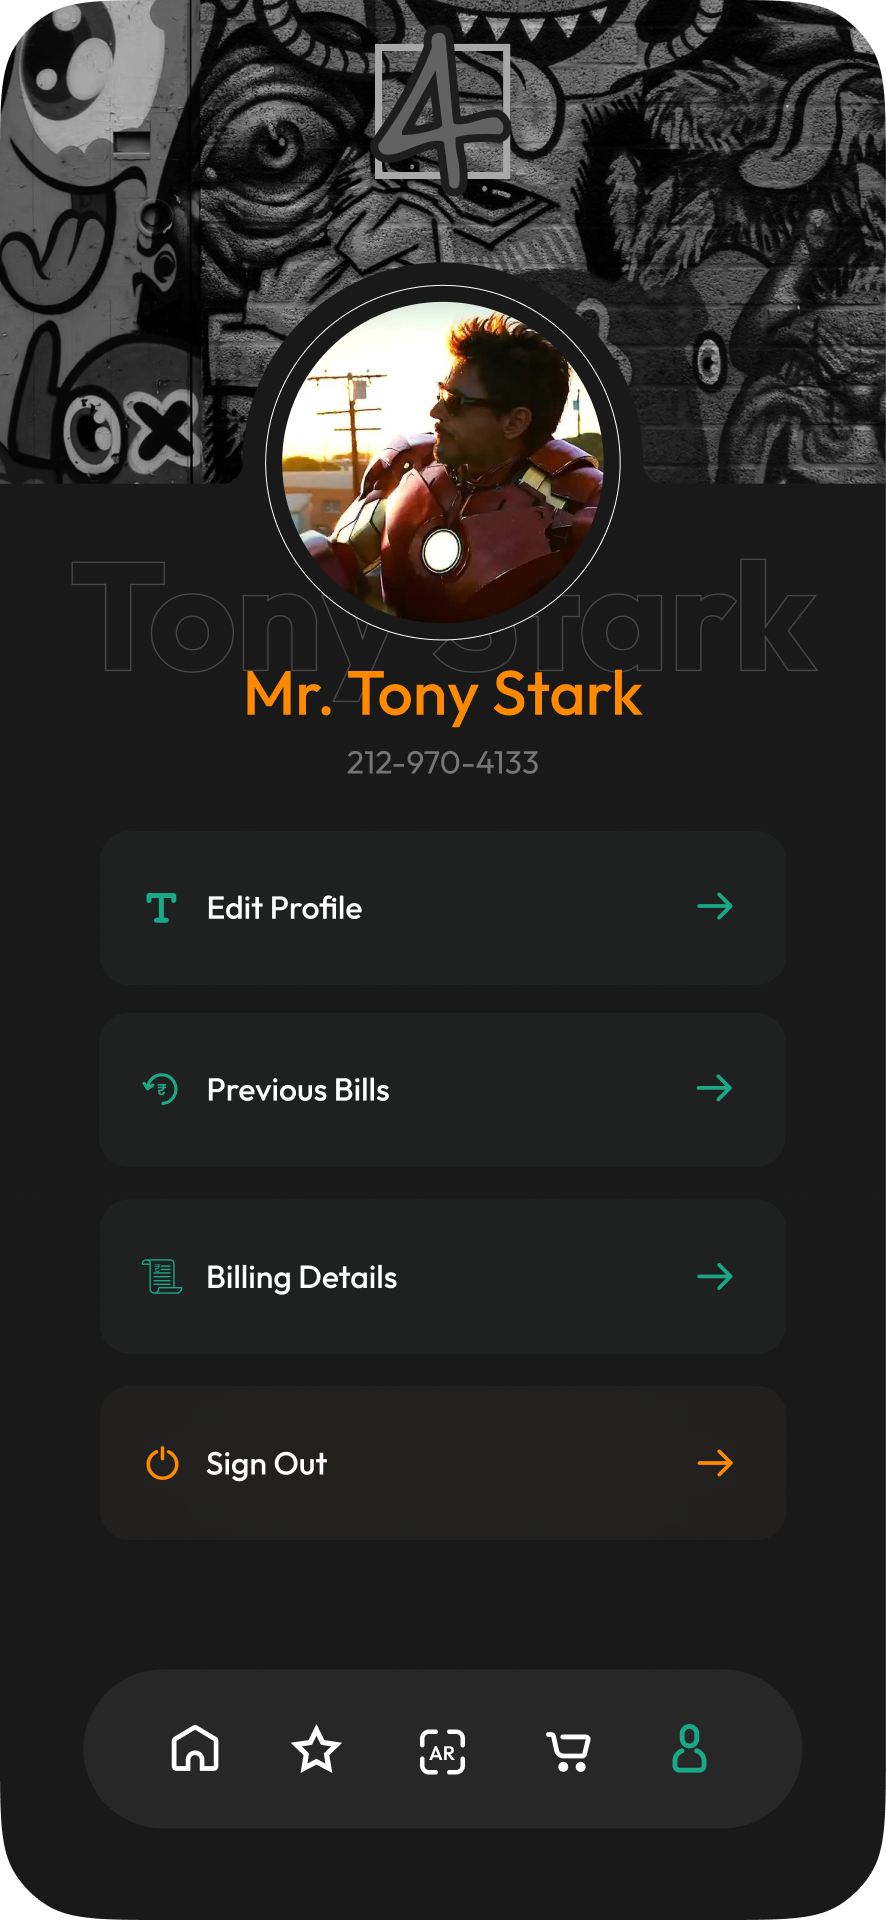 4
Tony Stark
Mr. Tony Stark
212-970-4133
Edit Profile
Previous Bills
Billing Details
Sign Out
AR